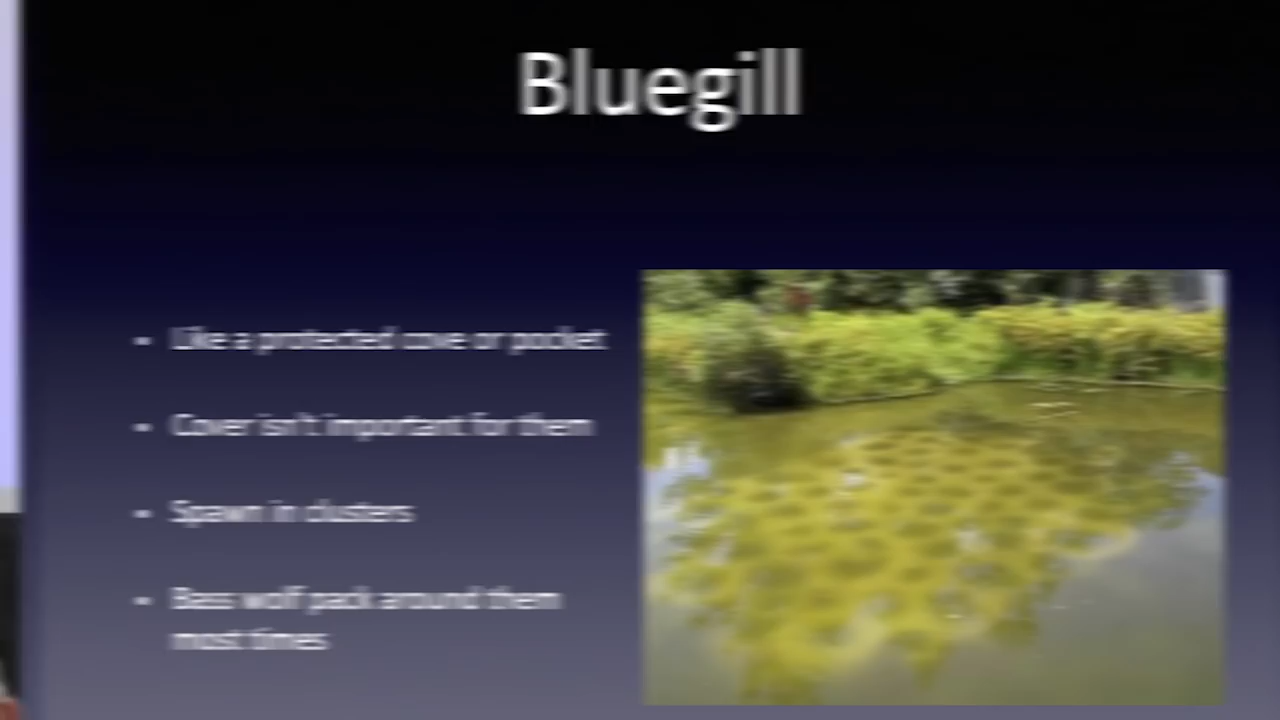 Bluegill
- Like a protected cove or pocket
- Cover isn't important for them
- Spawn in clusters
- Bass wolf pack around them
most times